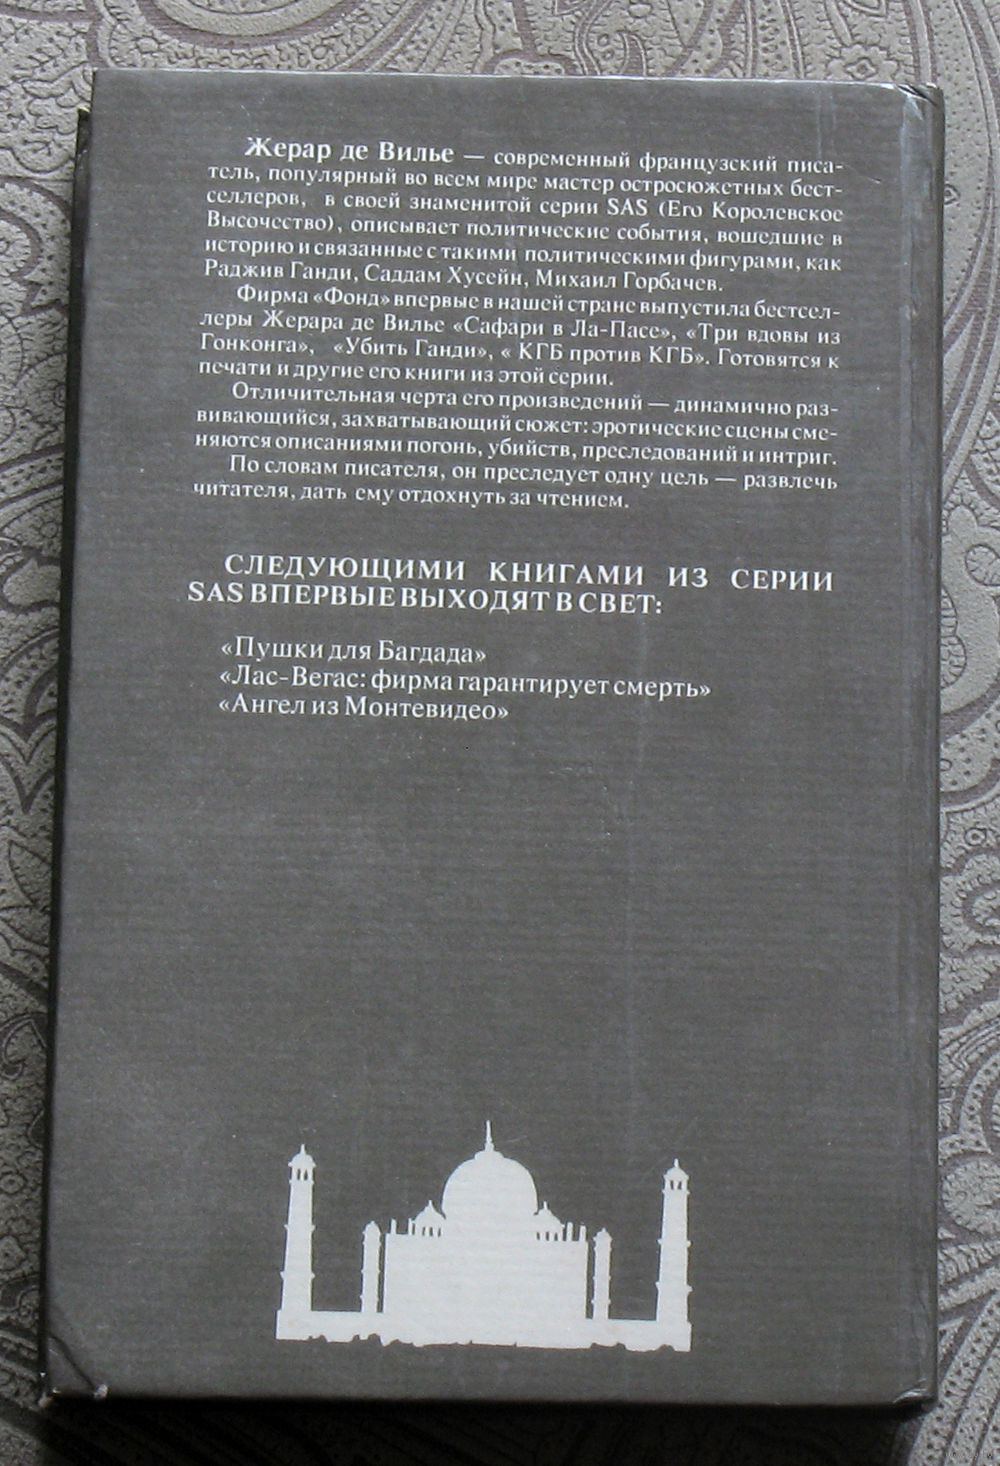 Жерар де Вилье — современный французский писа-
тель, популярный во всем мире мастер остросюжетных бест-
селлеров, в своей знаменитой серии SAS (Его Королевское
Высочество), описывает политические события, вошедшие в
историю и связанные с такими политическими фигурами, как
Раджив Ганди, Саддам Хусейн, Михаил Горбачев.
Фирма «Фонд» впервые в нашей стране выпустила бестсел-
леры Жерара де Вилье «Сафари в Ла-Пасе», «Три вдовы из
Гонконга», «Убить Ганди», « КГБ против КГБ». Готовятся к
печати и другие его книги из этой серии.
Отличительная черта его произведений — динамично раз-
вивающийся, захватывающий сюжет: эротические сцены сме-
няются описаниями погонь, убийств, преследований и интриг.
По словам писателя, он преследует одну цель — развлечь
читателя, дать ему отдохнуть за чтением.
СЛЕДУЮЩИМИ КНИГАМИ ИЗ СЕРИИ
SAS ВПЕРВЫЕ ВЫХОДЯТ В СВЕТ:
«Пушки для Багдада»
«Лас-Вегас: фирма гарантирует смерть»
«Ангел из Монтевидео»